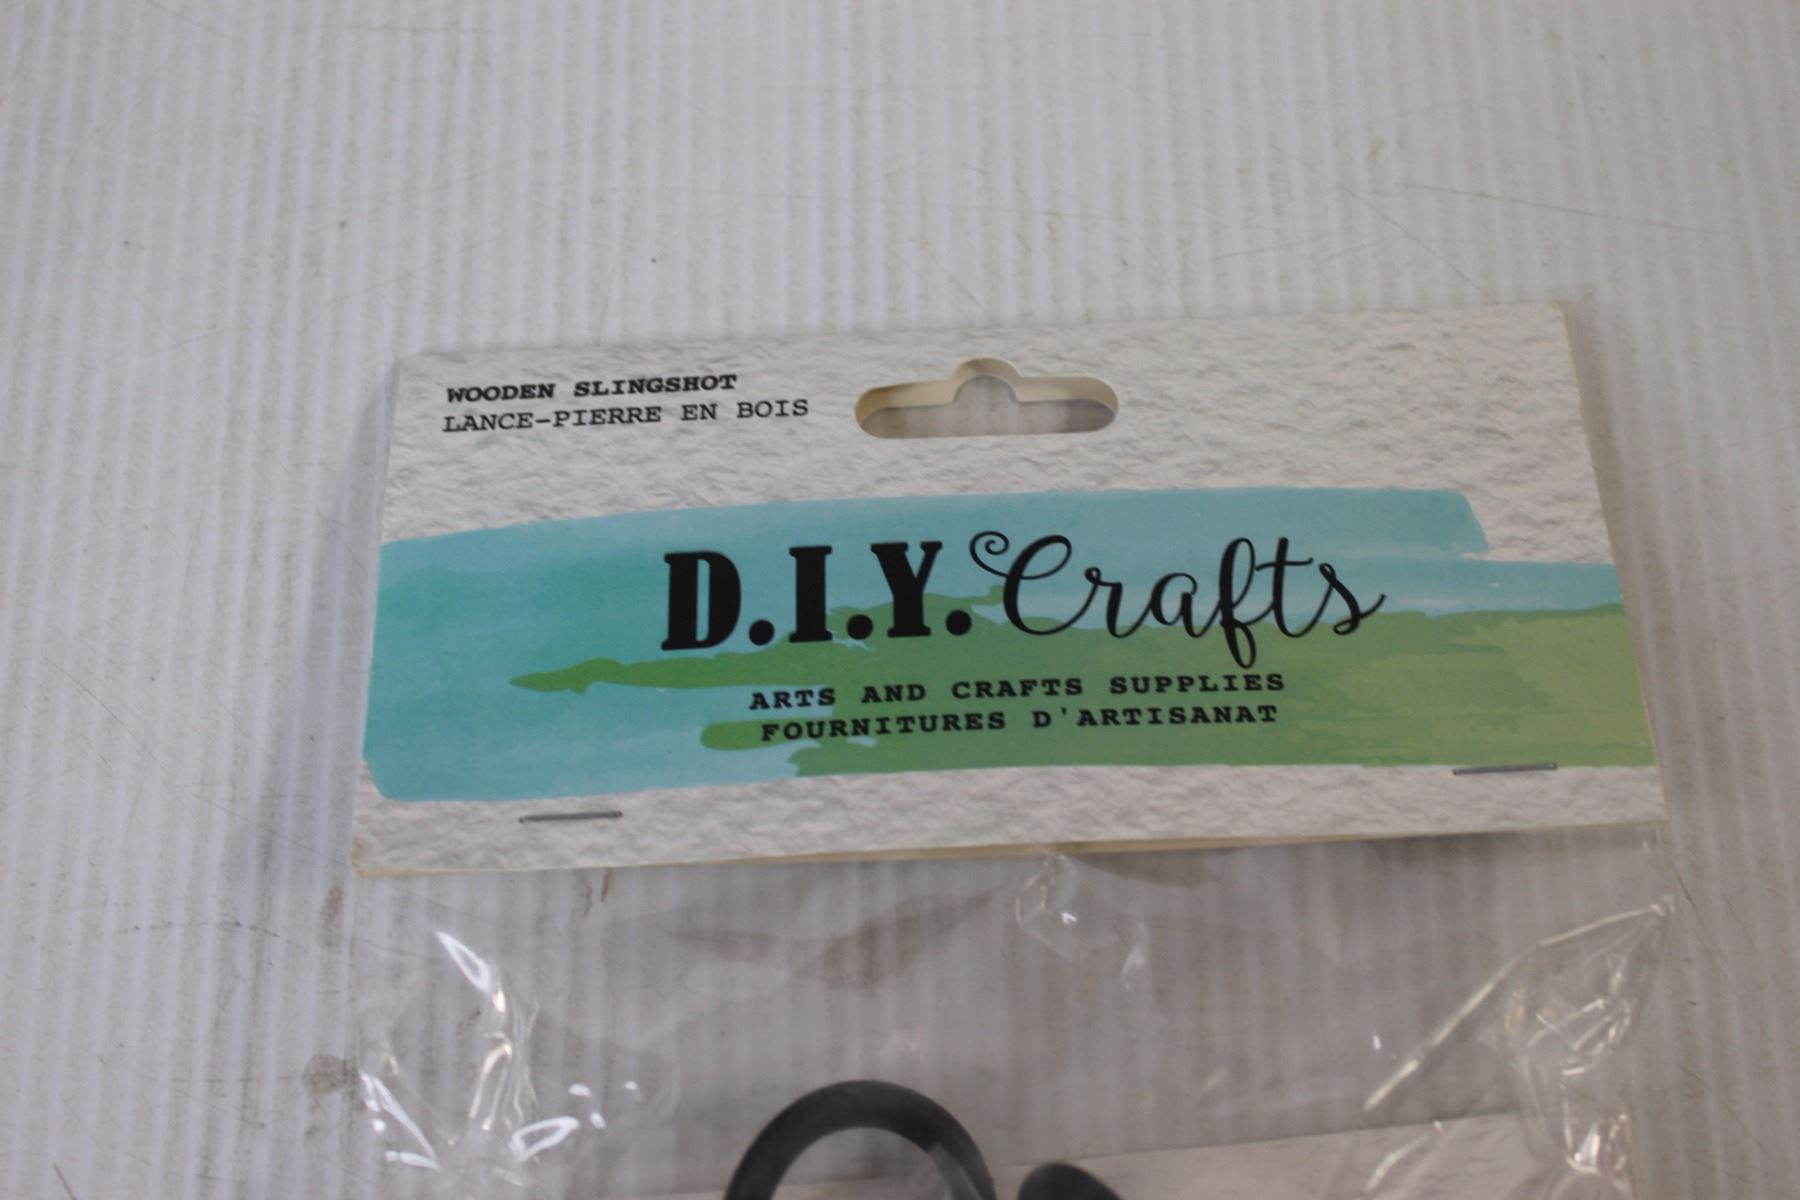 WOODEN SLINGSHOT
LANCE-PIERRE EN BOIS
D.I.Y. Crafts
ARTS AND CRAFTS SUPPLIES
FOURNITURES D'ARTISANAT